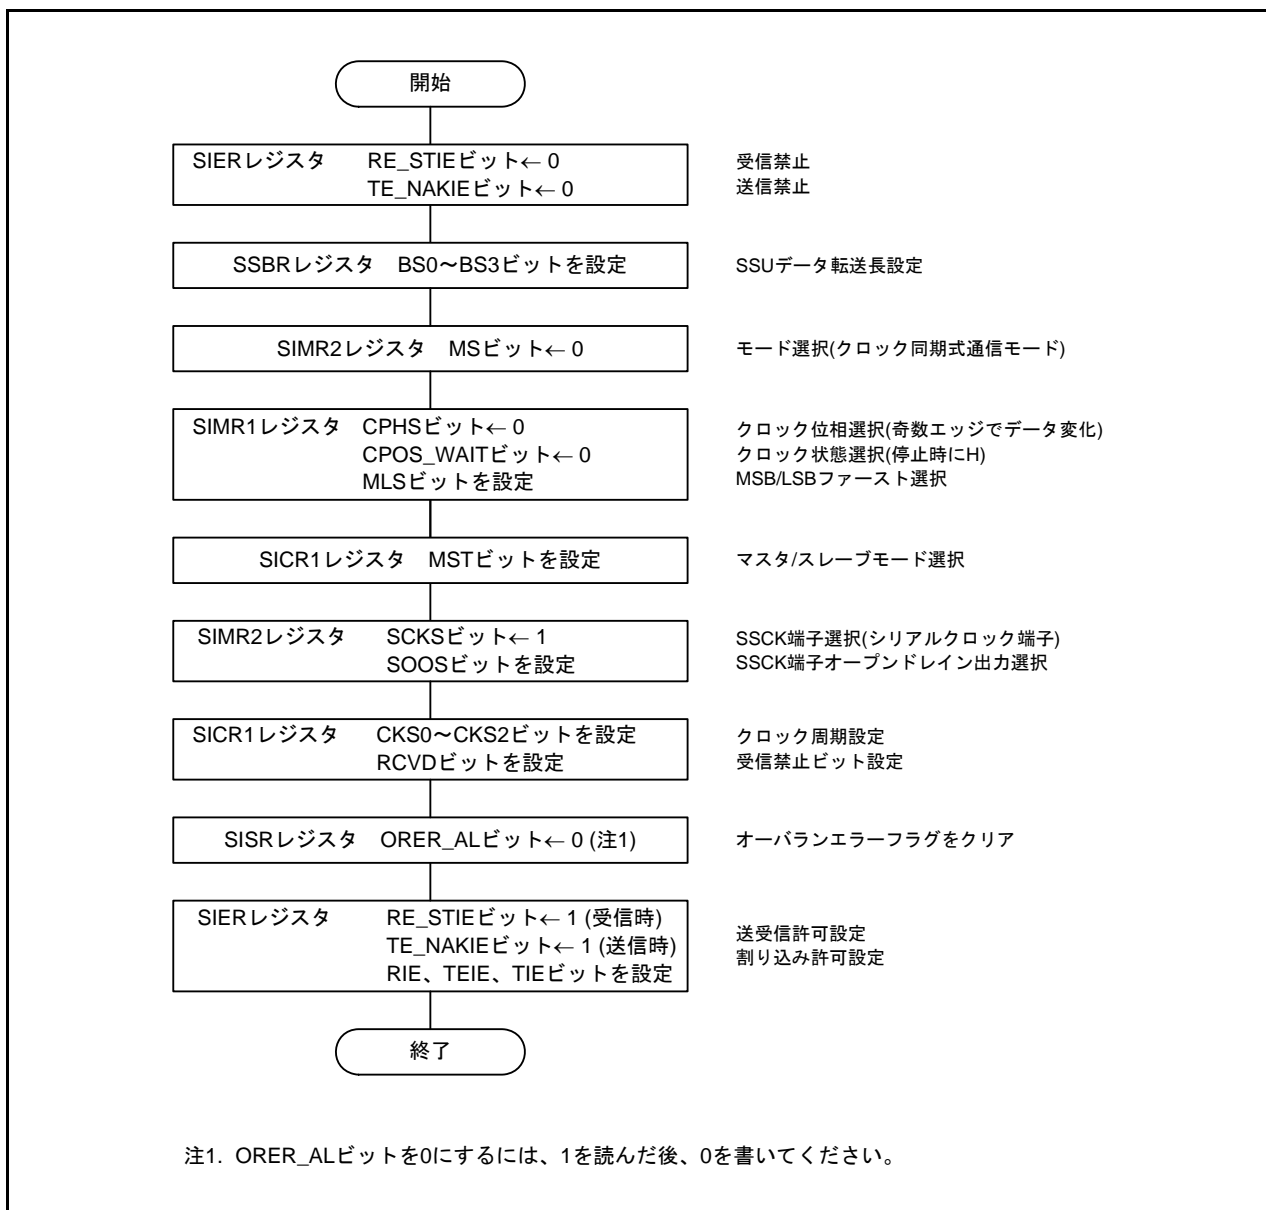 開始
SIERレジスタ RE_STIEビット← 0 受信禁止
TE_NAKIEビット← 0 送信禁止
SSBRレジスタ BS0～BS3ビットを設定 SSUデータ転送長設定
SIMR2レジスタ MSビット← 0 モード選択(クロック同期式通信モード)
SIMR1レジスタ CPHSビット← 0 クロック位相選択(奇数エッジでデータ変化)
CPOS_WAITビット← 0 クロック状態選択(停止時にH)
MLSビットを設定 MSB/LSBファースト選択
SICR1レジスタ MSTビットを設定 マスタ/スレーブモード選択
SIMR2レジスタ SCKSビット← 1 SSCK端子選択(シリアルクロック端子)
SOOSビットを設定 SSCK端子オープンドレイン出力選択
SICR1レジスタ CKS0～CKS2ビットを設定 クロック周期設定
RCVDビットを設定 受信禁止ビット設定
SISRレジスタ ORER_ALビット← 0 (注1) オーバランエラーフラグをクリア
SIERレジスタ RE_STIEビット← 1 (受信時)
TE_NAKIEビット← 1 (送信時) 送受信許可設定
RIE、TEIE、TIEビットを設定 割り込み許可設定
終了
注1. ORER_ALビットを0にするには、1を読んだ後、0を書いてください。